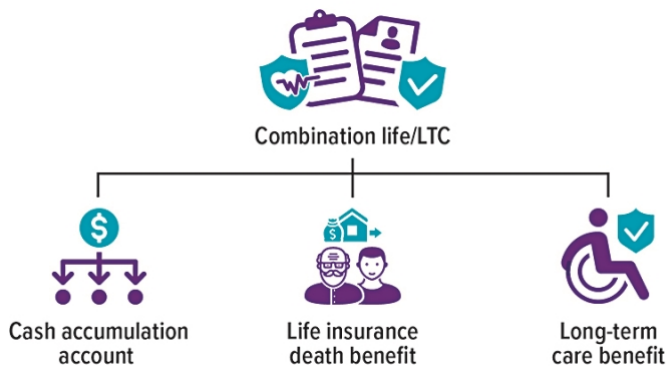 Combination life/LTC
$
$
Cash accumulation
account
Life insurance
death benefit
Long-term
care benefit